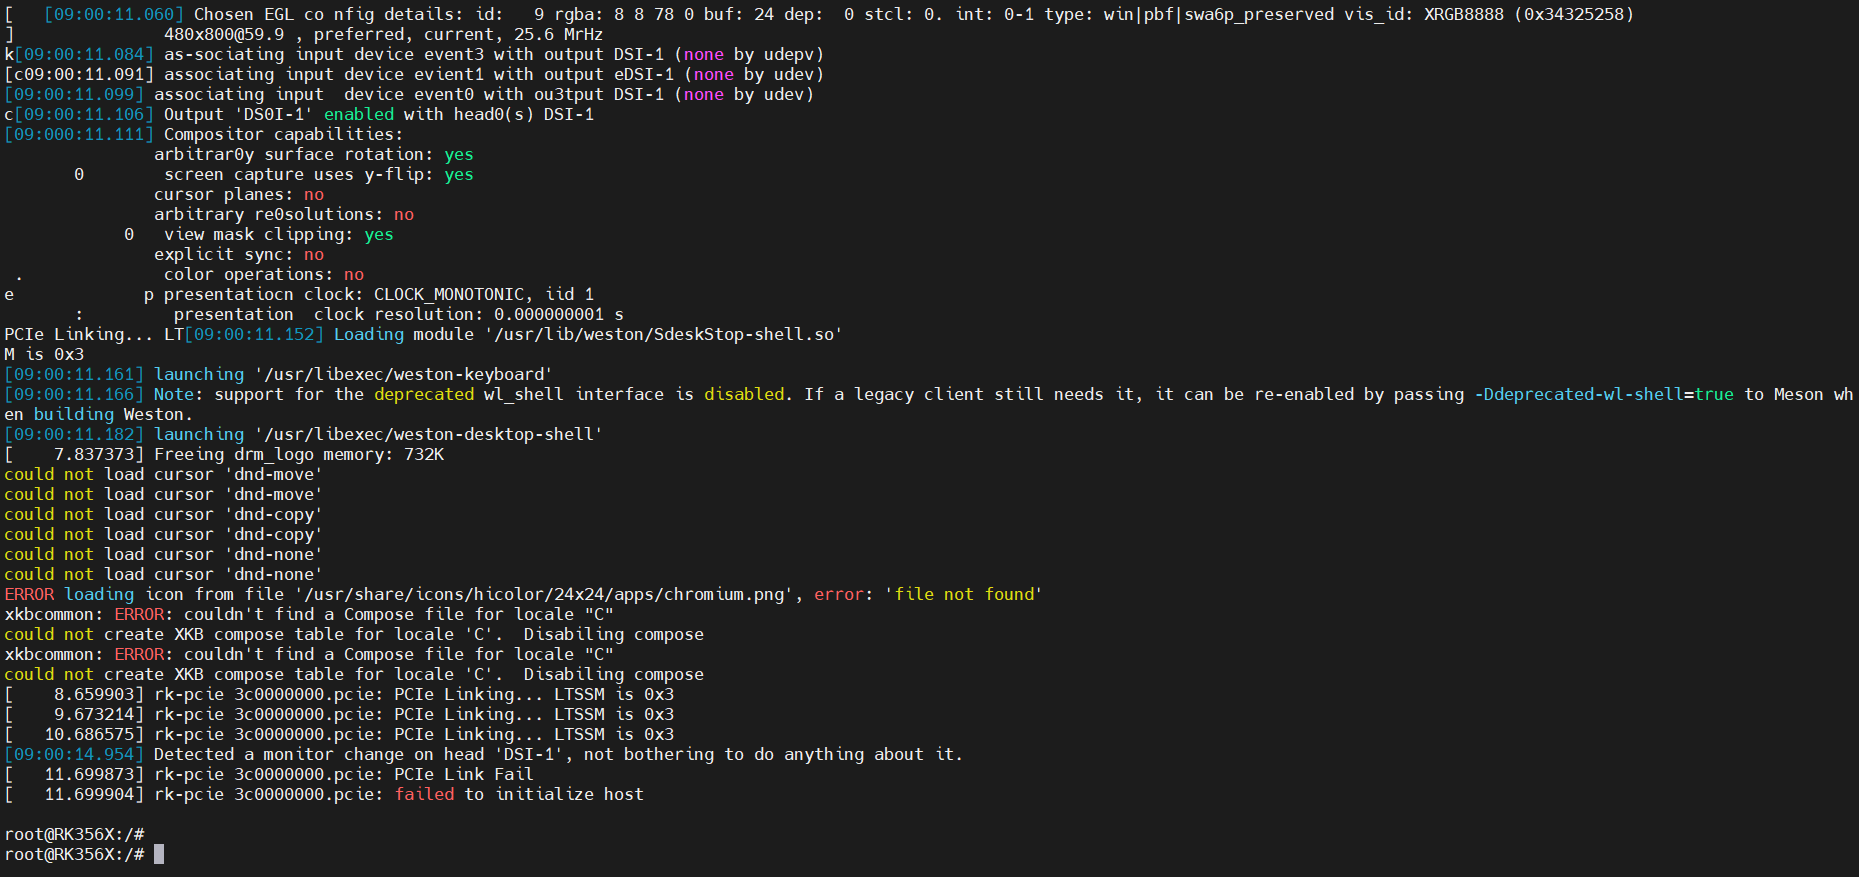 [   [09:00:11.060] Chosen EGL co nfig details: id:   9 rgba: 8 8 78 0 buf: 24 dep:  0 stcl: 0. int: 0-1 type: win|pbf|swa6p_preserved vis_id: XRGB8888 (0x34325258)
]               480x800@59.9 , preferred, current, 25.6 MrHz
k[09:00:11.084] as-sociating input device event3 with output DSI-1 (none by udepv)
[c09:00:11.091] associating input device evient1 with output eDSI-1 (none by udev)
[09:00:11.099] associating input  device event0 with ou3tput DSI-1 (none by udev)
c[09:00:11.106] Output 'DS0I-1' enabled with head0(s) DSI-1
[09:000:11.111] Compositor capabilities:
               arbitrar0y surface rotation: yes
       0        screen capture uses y-flip: yes
               cursor planes: no
               arbitrary re0solutions: no
            0   view mask clipping: yes
               explicit sync: no
 .              color operations: no
e             p presentatiocn clock: CLOCK_MONOTONIC, iid 1
       :         presentation  clock resolution: 0.000000001 s
PCIe Linking... LT[09:00:11.152] Loading module '/usr/lib/weston/SdeskStop-shell.so'
M is 0x3
[09:00:11.161] launching '/usr/libexec/weston-keyboard'
[09:00:11.166] Note: support for the deprecated wl_shell interface is disabled. If a legacy client still needs it, it can be re-enabled by passing -Ddeprecated-wl-shell=true to Meson wh
en building Weston.
[09:00:11.182] launching '/usr/libexec/weston-desktop-shell'
[    7.837373] Freeing drm_logo memory: 732K
could not load cursor 'dnd-move'
could not load cursor 'dnd-move'
could not load cursor 'dnd-copy'
could not load cursor 'dnd-copy'
could not load cursor 'dnd-none'
could not load cursor 'dnd-none'
ERROR loading icon from file '/usr/share/icons/hicolor/24x24/apps/chromium.png', error: 'file not found'
xkbcommon: ERROR: couldn't find a Compose file for locale "C"
could not create XKB compose table for locale 'C'.  Disabiling compose
xkbcommon: ERROR: couldn't find a Compose file for locale "C"
could not create XKB compose table for locale 'C'.  Disabiling compose
[    8.659903] rk-pcie 3c0000000.pcie: PCIe Linking... LTSSM is 0x3
[    9.673214] rk-pcie 3c0000000.pcie: PCIe Linking... LTSSM is 0x3
[   10.686575] rk-pcie 3c0000000.pcie: PCIe Linking... LTSSM is 0x3
[09:00:14.954] Detected a monitor change on head 'DSI-1', not bothering to do anything about it.
[   11.699873] rk-pcie 3c0000000.pcie: PCIe Link Fail
[   11.699904] rk-pcie 3c0000000.pcie: failed to initialize host

root@RK356X:/#
root@RK356X:/#